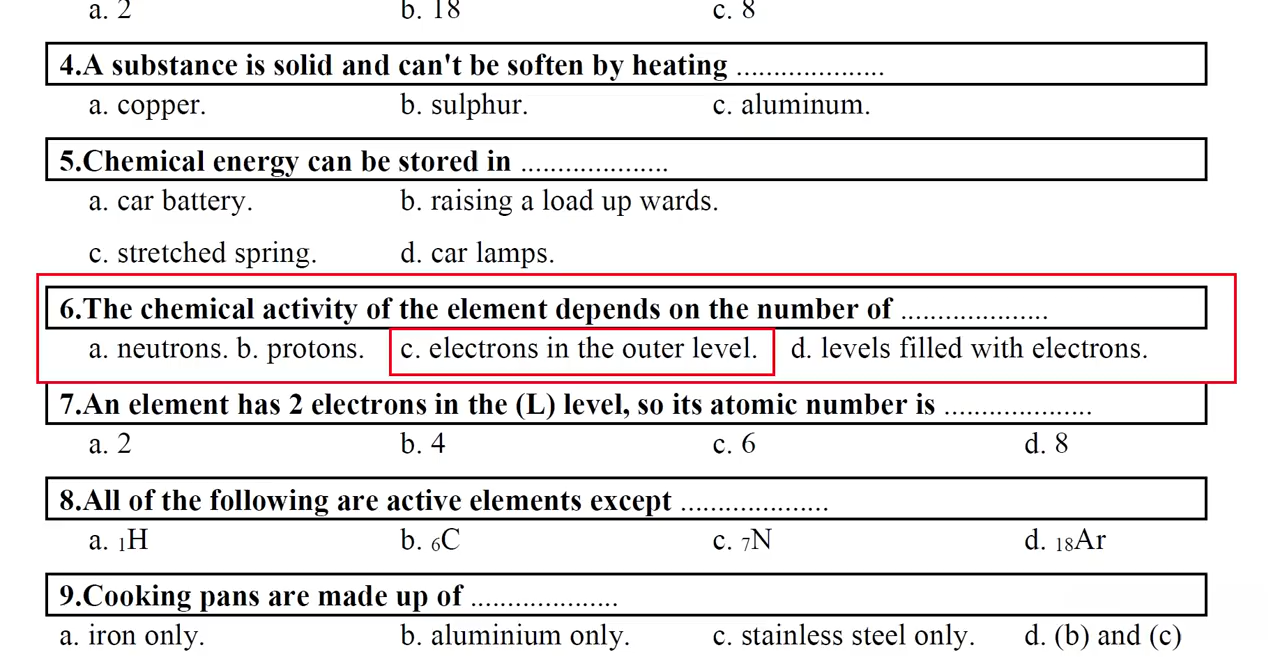 a. 2 b. 18 c. 8
4.A substance is solid and can't be soften by heating ....................
a. copper. b. sulphur. c. aluminum.
5.Chemical energy can be stored in ....................
a. car battery. b. raising a load up wards.
c. stretched spring. d. car lamps.
6.The chemical activity of the element depends on the number of ....................
a. neutrons. b. protons. c. electrons in the outer level. d. levels filled with electrons.
7.An element has 2 electrons in the (L) level, so its atomic number is ....................
a. 2 b. 4 c. 6 d. 8
8.All of the following are active elements except ....................
a. ₁H b. ₆C c. ₇N d. ₁₈Ar
9.Cooking pans are made up of ....................
a. iron only. b. aluminium only. c. stainless steel only. d. (b) and (c)